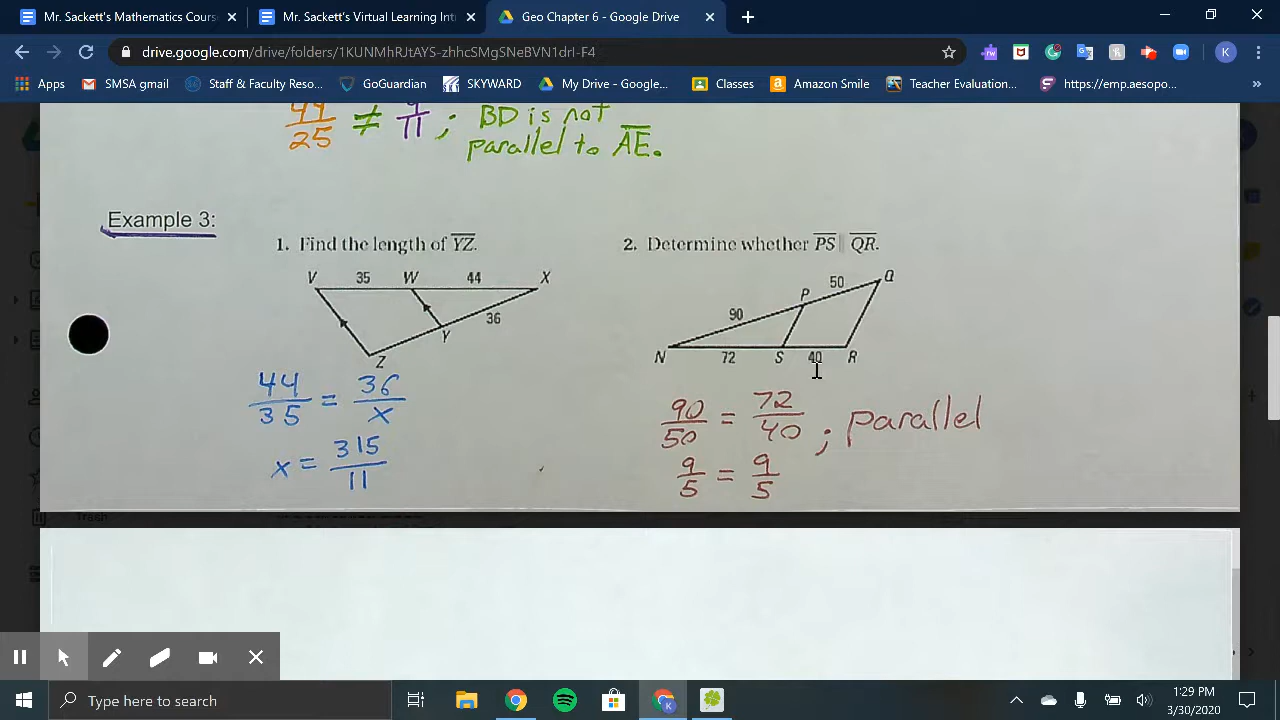 Mr. Sackett's Mathematics Cours
Mr. Sackett's Virtual Learning Int
Geo Chapter 6 - Google Drive
drive.google.com/drive/folders/1KUNMhRJtAYS-zhhcSMgSNeBVN1drl-F4
Apps
SMSA gmail
Staff & Faculty Reso...
GoGuardian
SKYWARD
My Drive - Google...
Classes
Amazon Smile
Teacher Evaluation...
https://emp.aesopo...
K
44/25 ≠ 9/11 ; BD is not
parallel to AE.
Example 3:
1. Find the length of YZ.
V 35 W 44 X
36
Y
Z
44/35 = 36/x
x = 315/11
2. Determine whether PS || QR.
50 Q
P
90
N 72 S 40 R
90/50 = 72/40 ; parallel
9/5 = 9/5
Trash
Type here to search
1:29 PM
3/30/2020